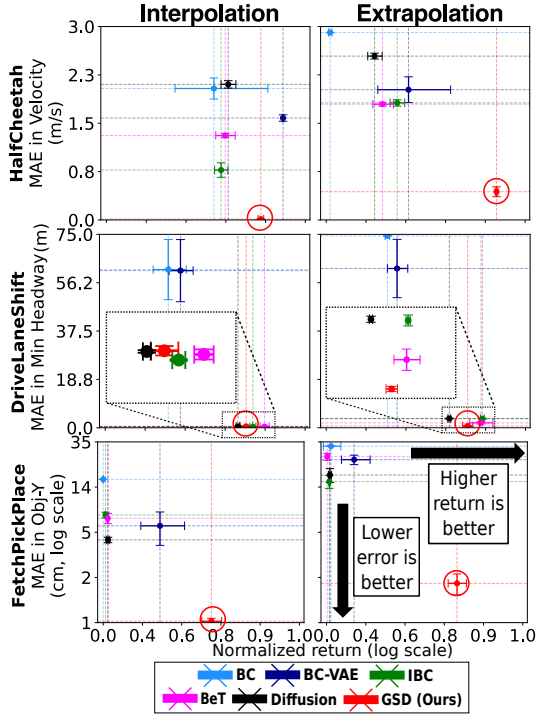 Interpolation
Extrapolation
HalfCheetah
MAE in Velocity
(m/s)
3.0
2.3
1.5
0.8
0.0
DriveLaneShift
MAE in Min Headway(m)
75.0
56.2
37.5
18.8
0.0
FetchPickPlace
MAE in Obj-Y
(cm, log scale)
35
14
5
2
1
Higher
return is
better
Lower
error is
better
0.0 0.4 0.6 0.8 0.9 1.0
0.0 0.4 0.6 0.8 0.9 1.0
Normalized return (log scale)
BC
BC-VAE
IBC
BeT
Diffusion
GSD (Ours)